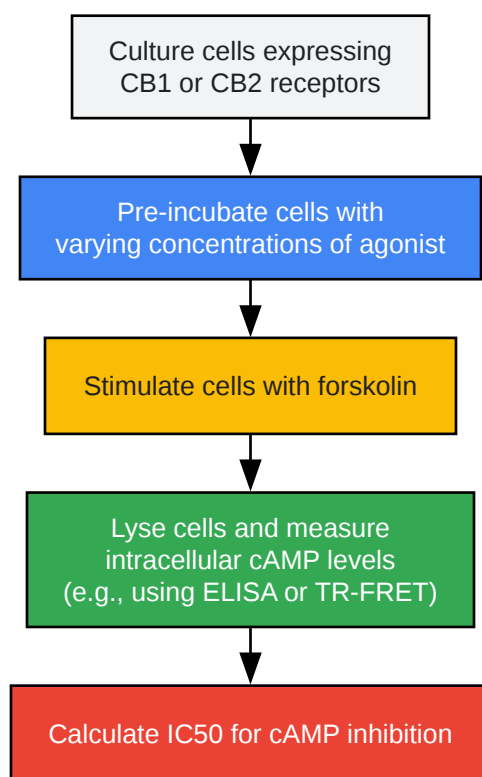 Culture cells expressing
CB1 or CB2 receptors
Pre-incubate cells with
varying concentrations of agonist
Stimulate cells with forskolin
Lyse cells and measure
intracellular cAMP levels
(e.g., using ELISA or TR-FRET)
Calculate IC50 for cAMP inhibition